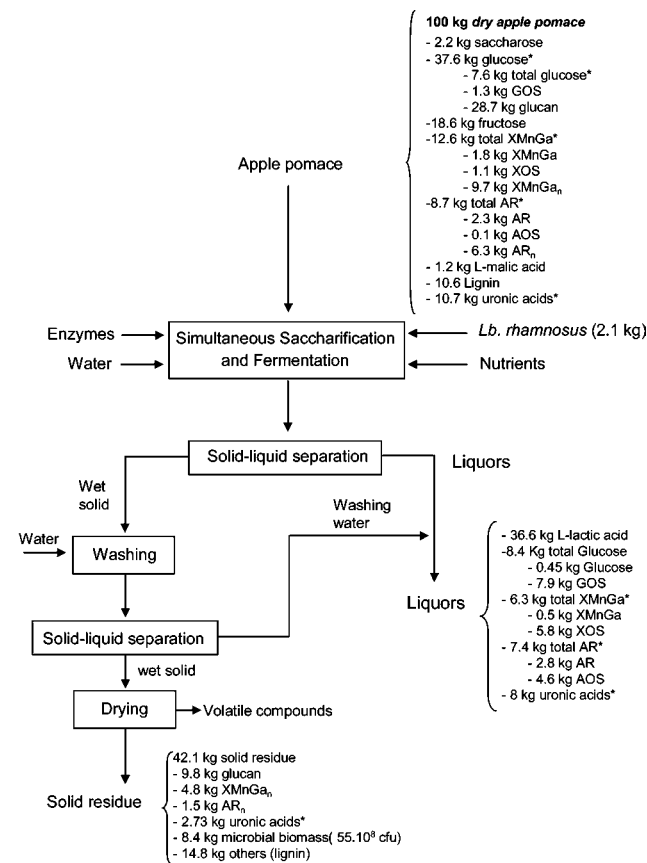 100 kg dry apple pomace
- 2.2 kg saccharose
- 37.6 kg glucose*
- 7.6 kg total glucose*
- 1.3 kg GOS
- 28.7 kg glucan
-18.6 kg fructose
-12.6 kg total XMnGa*
- 1.8 kg XMnGa
- 1.1 kg XOS
- 9.7 kg XMnGan
-8.7 kg total AR*
- 2.3 kg AR
- 0.1 kg AOS
- 6.3 kg ARn
- 1.2 kg L-malic acid
- 10.6 Lignin
- 10.7 kg uronic acids*
Apple pomace
Enzymes
Water
Simultaneous Saccharification
and Fermentation
Lb. rhamnosus (2.1 kg)
Nutrients
Solid-liquid separation
Liquors
Wet
solid
Washing
water
Water
Washing
Liquors
- 36.6 kg L-lactic acid
-8.4 Kg total Glucose
- 0.45 kg Glucose
- 7.9 kg GOS
- 6.3 kg total XMnGa*
- 0.5 kg XMnGa
- 5.8 kg XOS
- 7.4 kg total AR*
- 2.8 kg AR
- 4.6 kg AOS
- 8 kg uronic acids*
Solid-liquid separation
wet solid
Drying
Volatile compounds
Solid residue
42.1 kg solid residue
- 9.8 kg glucan
- 4.8 kg XMnGan
- 1.5 kg ARn
- 2.73 kg uronic acids*
- 8.4 kg microbial biomass( 55.10⁸ cfu)
- 14.8 kg others (lignin)